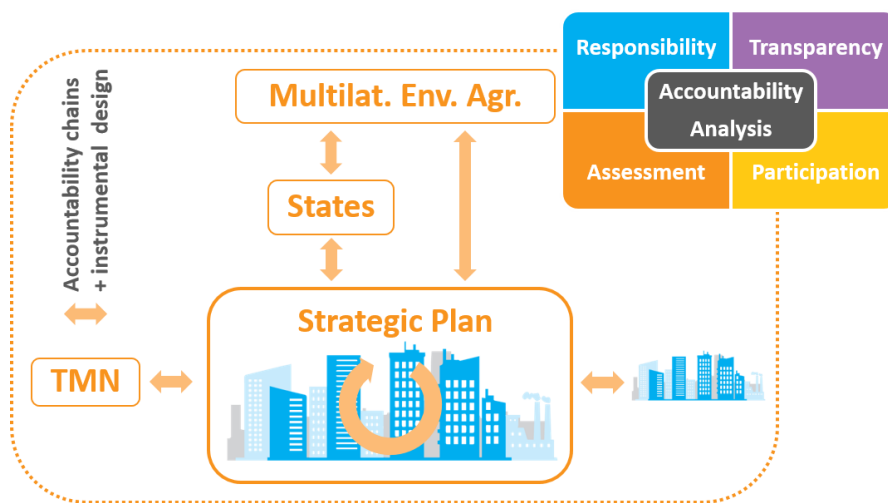 Responsibility
Transparency
Accountability
Analysis
Assessment
Participation
Multilat. Env. Agr.
States
Accountability chains
+ instrumental design
Strategic Plan
TMN